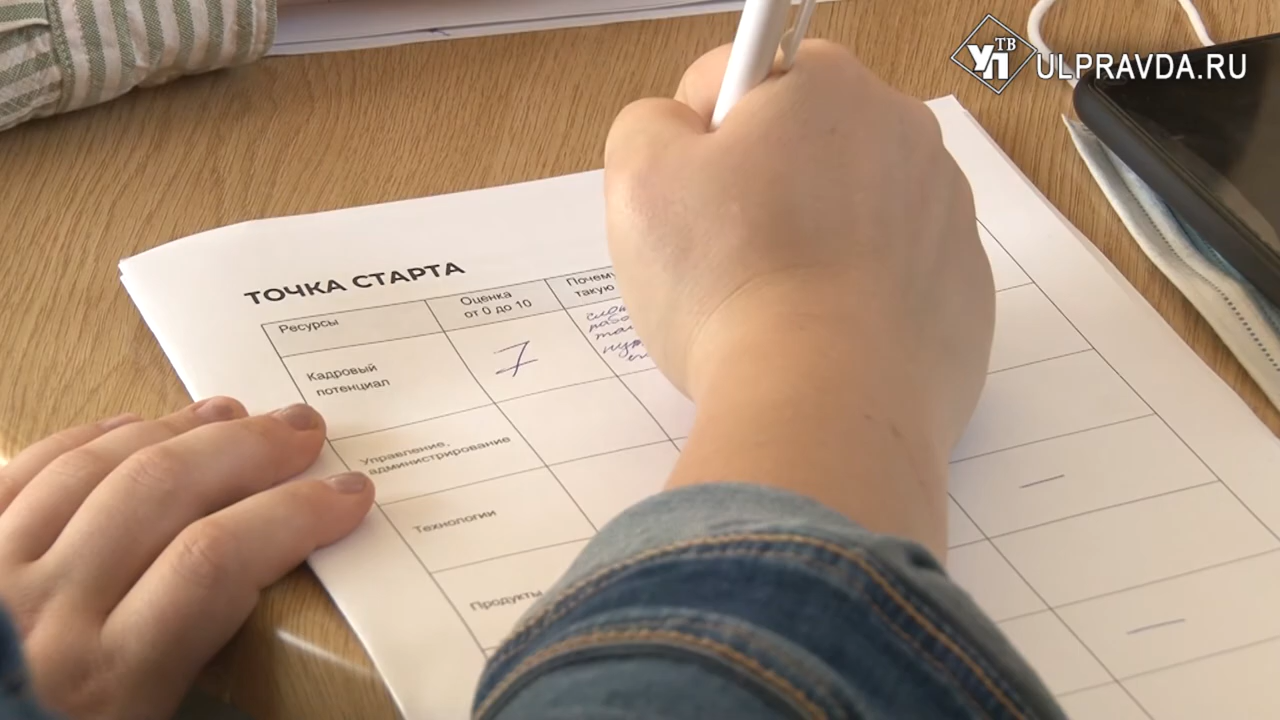 УП ТВ ULPRAVDA.RU
ТОЧКА СТАРТА
Ресурсы
Оценка
от 0 до 10
Почему
такую
Кадровый
потенциал
7
Управление,
администрирование
Технологии
Продукты